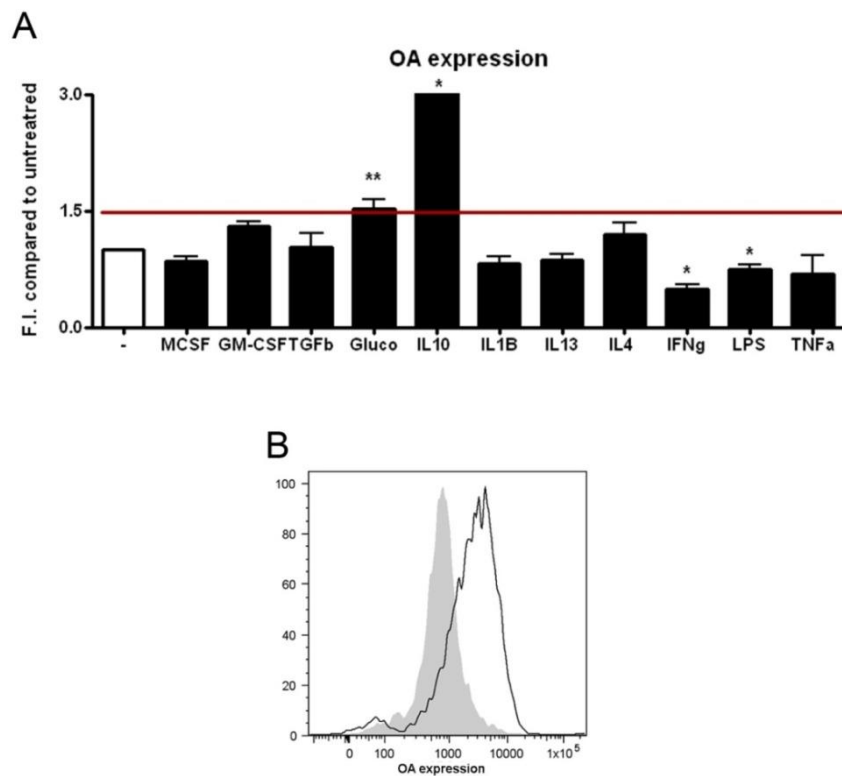 A
OA expression
F.I. compared to untreatred
3.0
1.5
0.0
** * * *
- MCSF GM-CSF TGFb Gluco IL10 IL1B IL13 IL4 IFNg LPS TNFa
B
100
80
60
40
20
0
0 100 1000 10000 1x10⁵
OA expression